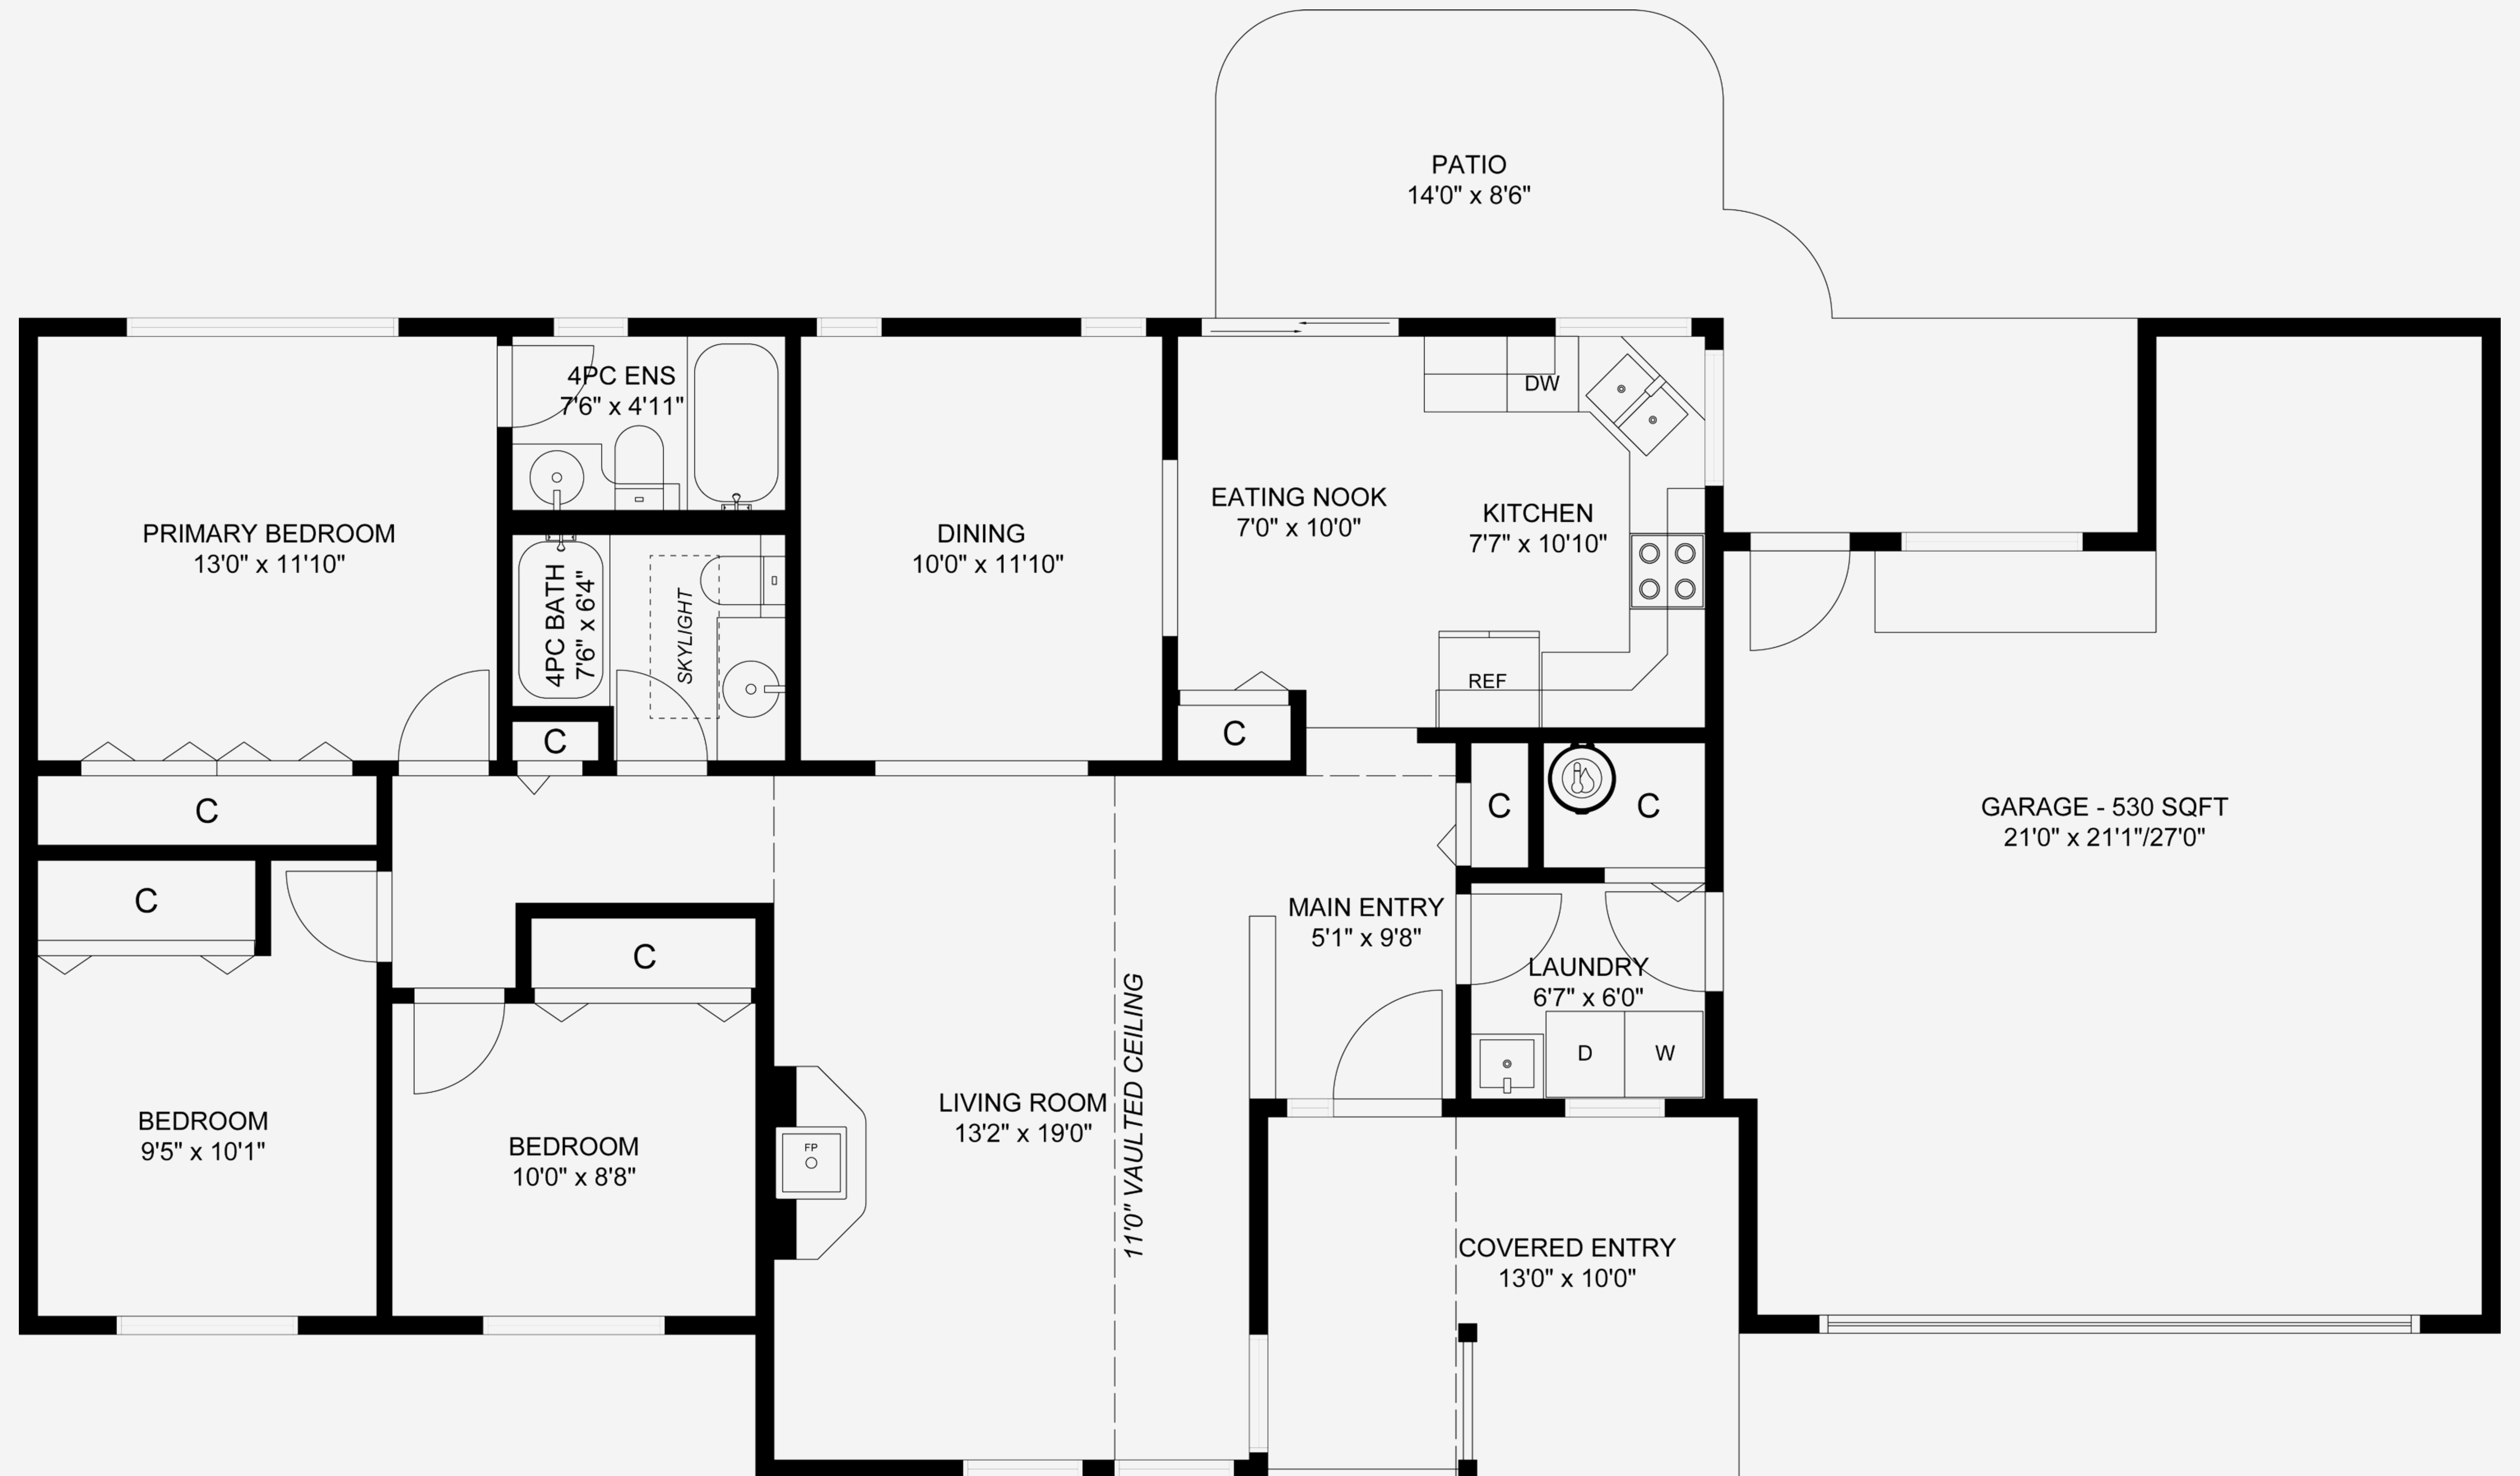 PATIO
14'0" x 8'6"
4PC ENS
7'6" x 4'11"
DW
EATING NOOK
7'0" x 10'0"
KITCHEN
7'7" x 10'10"
PRIMARY BEDROOM
13'0" x 11'10"
DINING
10'0" x 11'10"
4PC BATH
7'6" x 6'4"
SKYLIGHT
REF
C
C
C
C
C
GARAGE - 530 SQFT
21'0" x 21'1"/27'0"
C
C
MAIN ENTRY
5'1" x 9'8"
LAUNDRY
6'7" x 6'0"
D
W
LIVING ROOM
13'2" x 19'0"
11'0" VAULTED CEILING
FP
BEDROOM
9'5" x 10'1"
BEDROOM
10'0" x 8'8"
COVERED ENTRY
13'0" x 10'0"